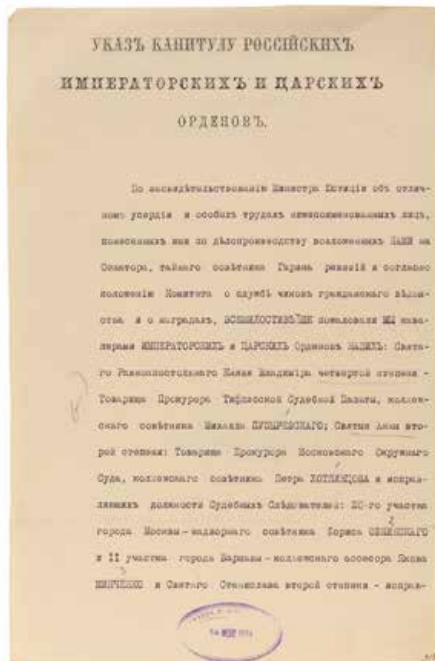 УКАЗЪ КАПИТУЛУ РОССІЙСКИХЪ
ИМПЕРАТОРСКИХЪ И ЦАРСКИХЪ
ОРДЕНОВЪ.
По засвидѣтельствованію Министра Юстиціи объ отлич-
номъ усердіи и особыхъ трудахъ нижепоименованныхъ лицъ,
понесенныхъ ими по дѣлопроизводству возложенныхъ НАМИ на
Сенатора, тайнаго совѣтника Гарина ревизій и согласно
положенію Комитета о службѣ чиновъ гражданскаго вѣдом-
ства и о наградахъ, ВСЕМИЛОСТИВѢЙШЕ пожаловали МЫ кава-
лерами ИМПЕРАТОРСКИХЪ и ЦАРСКИХЪ Орденовъ НАШИХЪ: Свята-
го Равноапостольнаго Князя Владиміра четвертой степени -
Товарища Прокурора Тифлисской Судебной Палаты, коллеж-
скаго совѣтника Михаила; Святыя Анны вто-
рой степени: Товарища Прокурора Московскаго Окружнаго
Суда, коллежскаго совѣтника Петра ХОТЯИНЦОВА и исправ-
ляющихъ должности Судебныхъ Слѣдователей: 20-го участка
города Москвы-надворнаго совѣтника Бориса
и II участка города Варшавы-коллежскаго ассесора Якова
и Святаго Станислава второй степени - исправ-